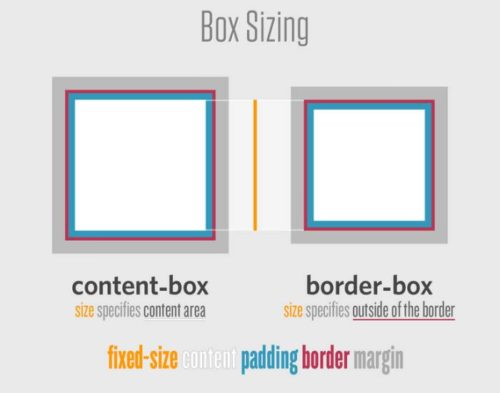 Box Sizing
content-box
size specifies content area
border-box
size specifies outside of the border
fixed-size content padding border margin